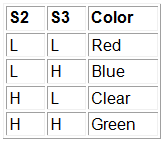 S2 S3 Color
L L Red
L H Blue
H L Clear
H H Green